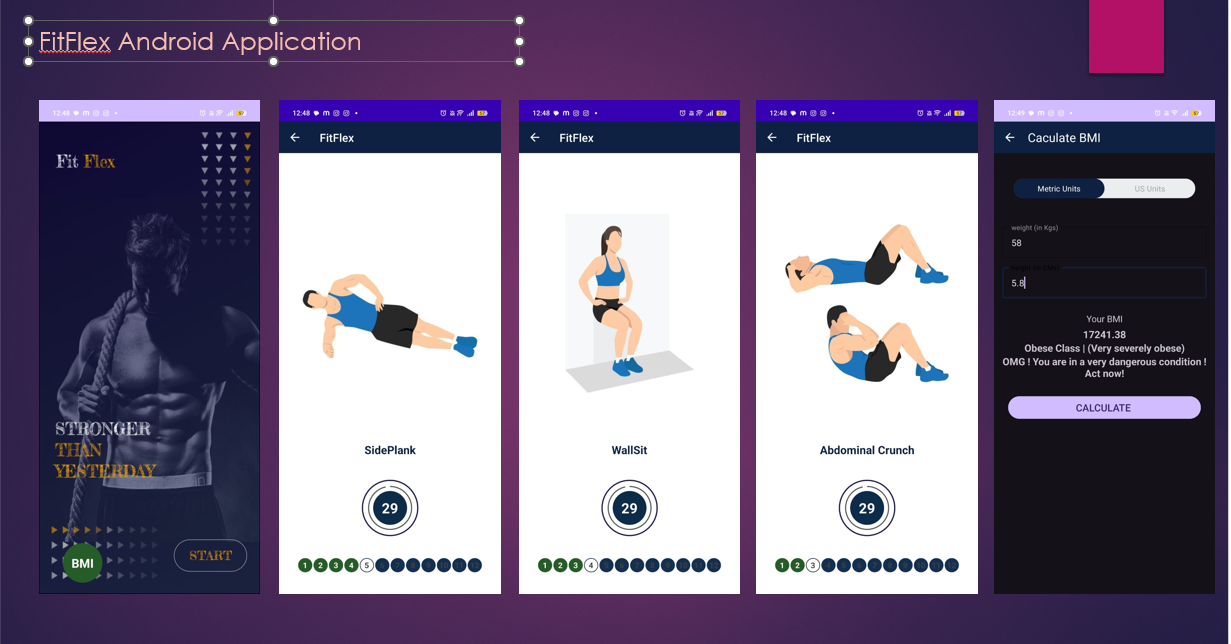 FitFlex Android Application
12:48 m
Fit Flex
STRONGER
THAN
YESTERDAY
BMI
START
12:48 m 57
FitFlex
SidePlank
29
1 2 3 4 5
12:48 m 57
FitFlex
WallSit
29
1 2 3 4
12:48 m 57
FitFlex
Abdominal Crunch
29
1 2 3
12:49 m
Caculate BMI
Metric Units US Units
weight (in Kgs)
58
5.8
Your BMI
17241.38
Obese Class | (Very severely obese)
OMG ! You are in a very dangerous condition !
Act now!
CALCULATE